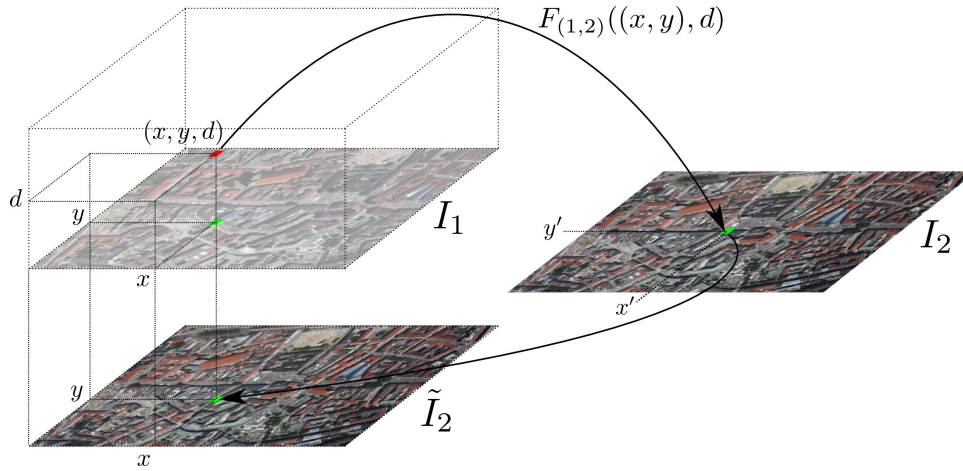 F_{(1,2)}((x, y), d)
(x, y, d)
d
y
I_1
x
y′
I_2
x′
y
Ĩ_2
x